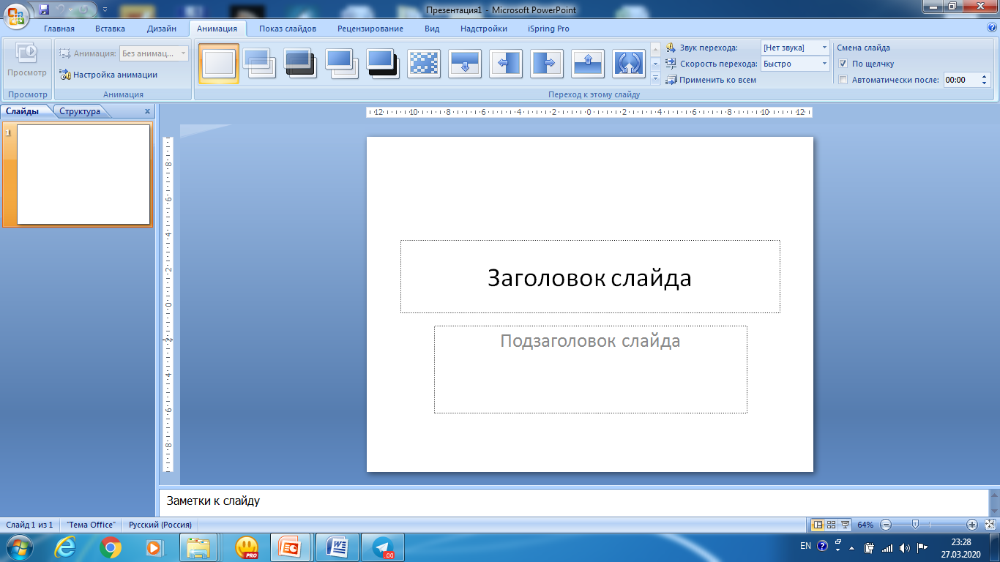 Презентация1 - Microsoft PowerPoint
Главная Вставка Дизайн Анимация Показ слайдов Рецензирование Вид Надстройки iSpring Pro
Просмотр
Анимация: Без анимац...
Настройка анимации
Звук перехода: [Нет звука]
Скорость перехода: Быстро
Применить ко всем
Смена слайда
По щелчку
Автоматически после: 00:00
Просмотр Анимация Переход к этому слайду
Слайды Структура x
12 10 8 6 4 2 0 2 4 6 8 10 12
1
8
6
4
2
0
2
4
6
8
Заголовок слайда
Подзаголовок слайда
Заметки к слайду
Слайд 1 из 1 "Тема Office" Русский (Россия) 64%
PRO
.00
EN
23:28
27.03.2020